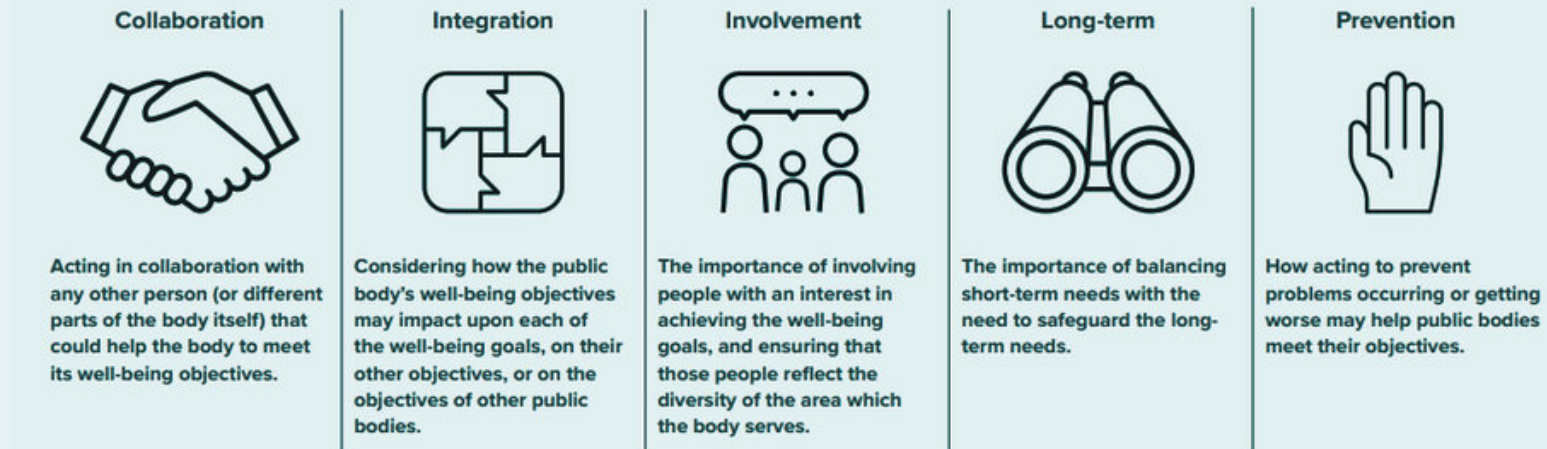 Collaboration
Acting in collaboration with
any other person (or different
parts of the body itself) that
could help the body to meet
its well-being objectives.
Integration
Considering how the public
body's well-being objectives
may impact upon each of
the well-being goals, on their
other objectives, or on the
objectives of other public
bodies.
Involvement
The importance of involving
people with an interest in
achieving the well-being
goals, and ensuring that
those people reflect the
diversity of the area which
the body serves.
Long-term
The importance of balancing
short-term needs with the
need to safeguard the long-
term needs.
Prevention
How acting to prevent
problems occurring or getting
worse may help public bodies
meet their objectives.